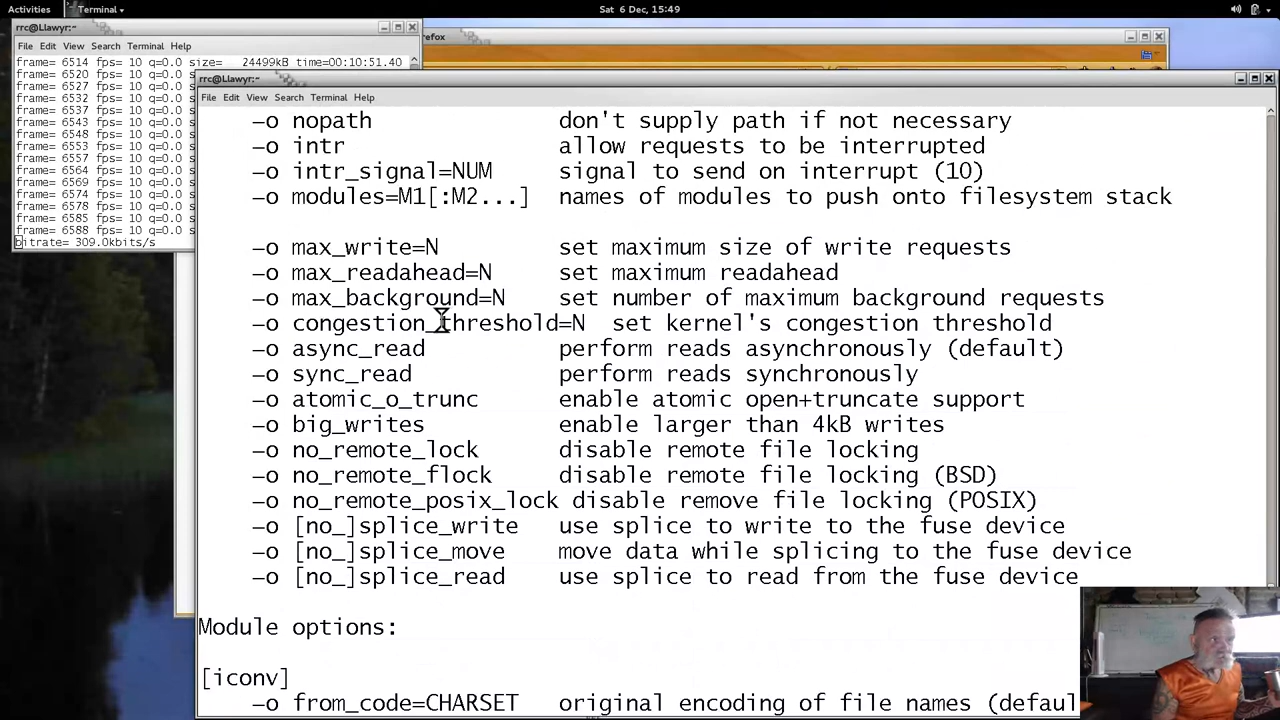 Activities Terminal Sat 6 Dec, 15:49
rrc@Llawyr:~
File Edit View Search Terminal Help
frame= 6514 fps= 10 q=0.0 size= 24499kB time=00:10:51.40
frame= 6527 fps= 10 q=0.0 s
frame= 6532 fps= 10 q=0.0 s
frame= 6537 fps= 10 q=0.0 s
frame= 6543 fps= 10 q=0.0 s
frame= 6548 fps= 10 q=0.0 s
frame= 6553 fps= 10 q=0.0 s
frame= 6557 fps= 10 q=0.0 s
frame= 6564 fps= 10 q=0.0 s
frame= 6569 fps= 10 q=0.0 s
frame= 6574 fps= 10 q=0.0 s
frame= 6578 fps= 10 q=0.0 s
frame= 6585 fps= 10 q=0.0 s
frame= 6588 fps= 10 q=0.0 s
bitrate= 309.0kbits/s
efox
rrc@Llawyr:~
File Edit View Search Terminal Help
-o nopath don't supply path if not necessary
-o intr allow requests to be interrupted
-o intr_signal=NUM signal to send on interrupt (10)
-o modules=M1[:M2...] names of modules to push onto filesystem stack
-o max_write=N set maximum size of write requests
-o max_readahead=N set maximum readahead
-o max_background=N set number of maximum background requests
-o congestion_threshold=N set kernel's congestion threshold
-o async_read perform reads asynchronously (default)
-o sync_read perform reads synchronously
-o atomic_o_trunc enable atomic open+truncate support
-o big_writes enable larger than 4kB writes
-o no_remote_lock disable remote file locking
-o no_remote_flock disable remote file locking (BSD)
-o no_remote_posix_lock disable remove file locking (POSIX)
-o [no_]splice_write use splice to write to the fuse device
-o [no_]splice_move move data while splicing to the fuse device
-o [no_]splice_read use splice to read from the fuse device
Module options:
[iconv]
-o from_code=CHARSET original encoding of file names (defaul